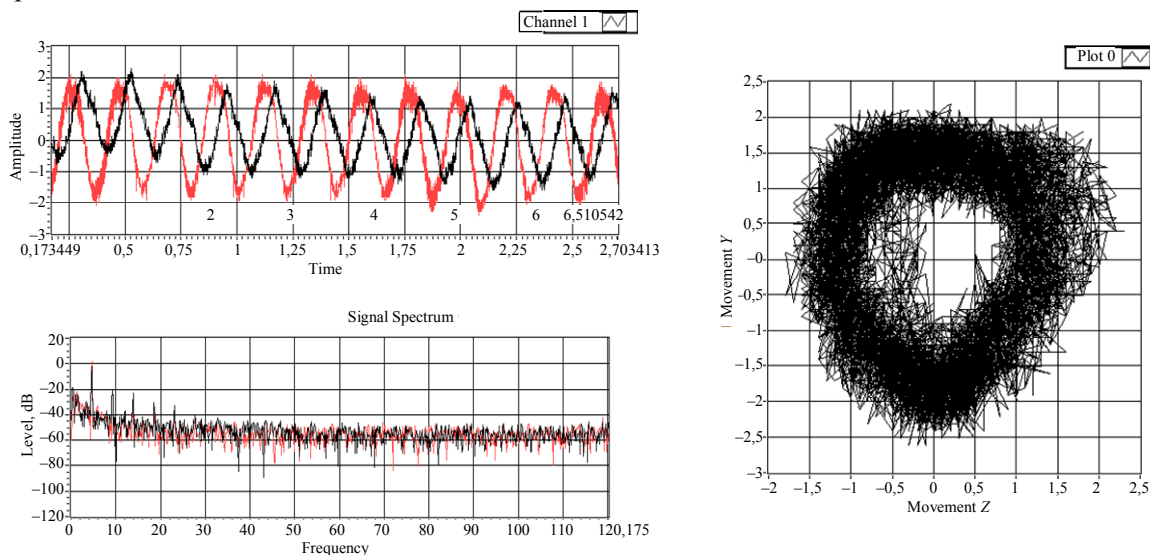 Channel 1
3
2
1
0
–1
–2
–3
Amplitude
2 3 4 5 6 6,510542
0,173449 0,5 0,75 1 1,25 1,5 1,75 2 2,25 2,5 2,703413
Time
Signal Spectrum
20
0
–20
–40
–60
–80
–100
–120
Level, dB
0 10 20 30 40 50 60 70 80 90 100 120,175
Frequency
Plot 0
2,5
2
1,5
1
0,5
–0
–0,5
–1
–1,5
–2
–2,5
–3
Movement Y
–2 –1,5 –1 –0,5 0 0,5 1 1,5 2 2,5
Movement Z